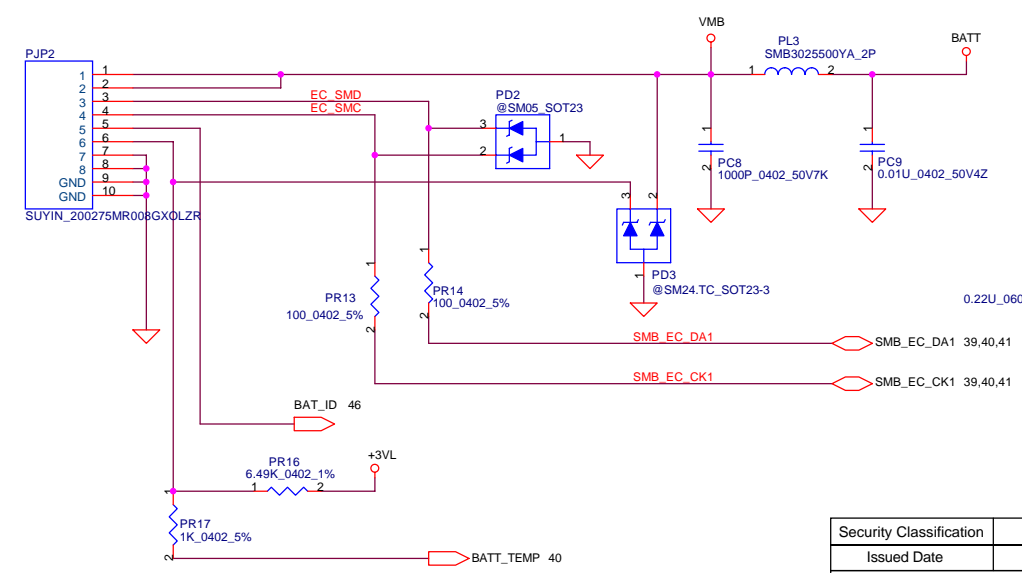 VMB
BATT
PJP2
PL3
SMB3025500YA_2P
1
2
3
4
5
6
7
8
GND
GND
1
2
3
4
5
6
7
8
9
10
SUYIN_200275MR008GXOLZR
EC_SMD
EC_SMC
PD2
@SM05_SOT23
3
2
1
1
2
1
2
PC8
1000P_0402_50V7K
1
2
PC9
0.01U_0402_50V4Z
3
2
1
PD3
@SM24.TC_SOT23-3
0.22U_060
1
PR13
100_0402_5%
2
1
PR14
100_0402_5%
2
SMB_EC_DA1
SMB_EC_DA1 39,40,41
SMB_EC_CK1
SMB_EC_CK1 39,40,41
BAT_ID 46
PR16
6.49K_0402_1%
1
2
+3VL
1
PR17
1K_0402_5%
2
BATT_TEMP 40
Security Classification
Issued Date